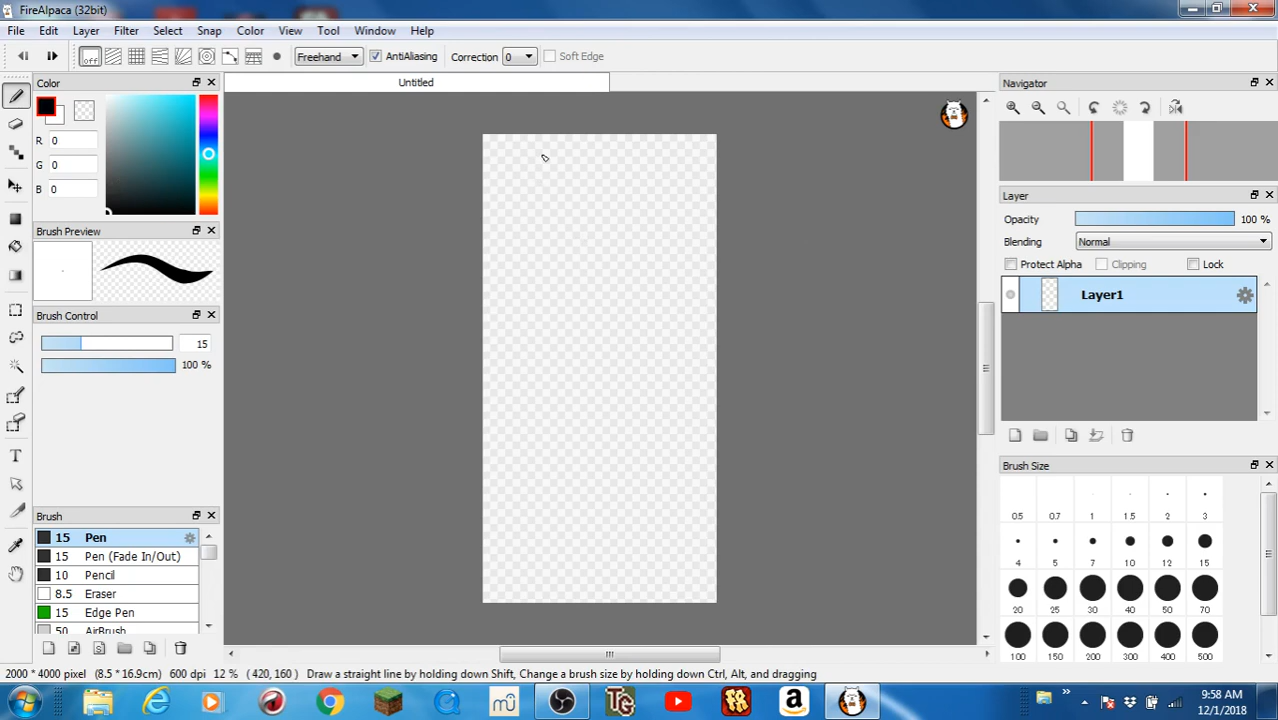 FireAlpaca (32bit)
File Edit Layer Filter Select Snap Color View Tool Window Help
off Freehand AntiAliasing Correction 0 Soft Edge
Color
R 0
G 0
B 0
Brush Preview
Brush Control
15
100 %
Brush
15 Pen
15 Pen (Fade In/Out)
10 Pencil
8.5 Eraser
15 Edge Pen
50 AirBrush
Untitled
Navigator
Layer
Opacity 100 %
Blending Normal
Protect Alpha Clipping Lock
Layer1
Brush Size
0.5 0.7 1 1.5 2 3
4 5 7 10 12 15
20 25 30 40 50 70
100 150 200 300 400 500
2000 * 4000 pixel (8.5 * 16.9cm) 600 dpi 12 % (420, 160) Draw a straight line by holding down Shift, Change a brush size by holding down Ctrl, Alt, and dragging
TG
9:58 AM
12/1/2018